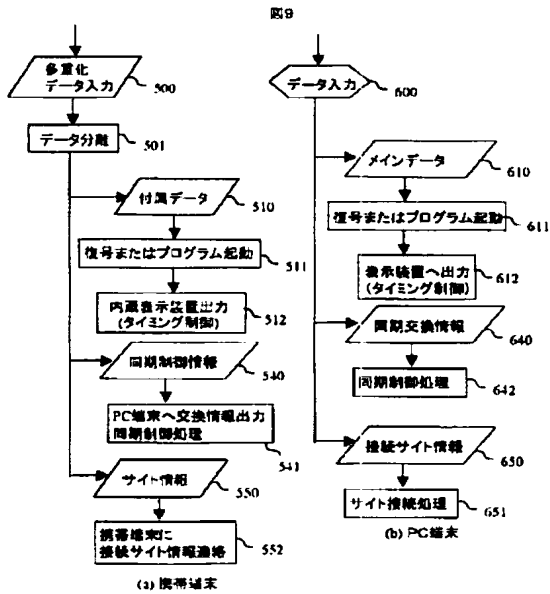 図9
多重化
データ入力
500
データ分離
501
付属データ
510
復号またはプログラム起動
511
内蔵表示装置出力
(タイミング制御)
512
同期制御情報
540
PC端末へ交換情報出力
同期制御処理
541
サイト情報
550
携帯端末に
接続サイト情報連絡
552
(a) 携帯端末
データ入力
600
メインデータ
610
復号またはプログラム起動
611
表示装置へ出力
(タイミング制御)
612
同期交換情報
640
同期制御処理
642
接続サイト情報
650
サイト接続処理
651
(b) PC端末